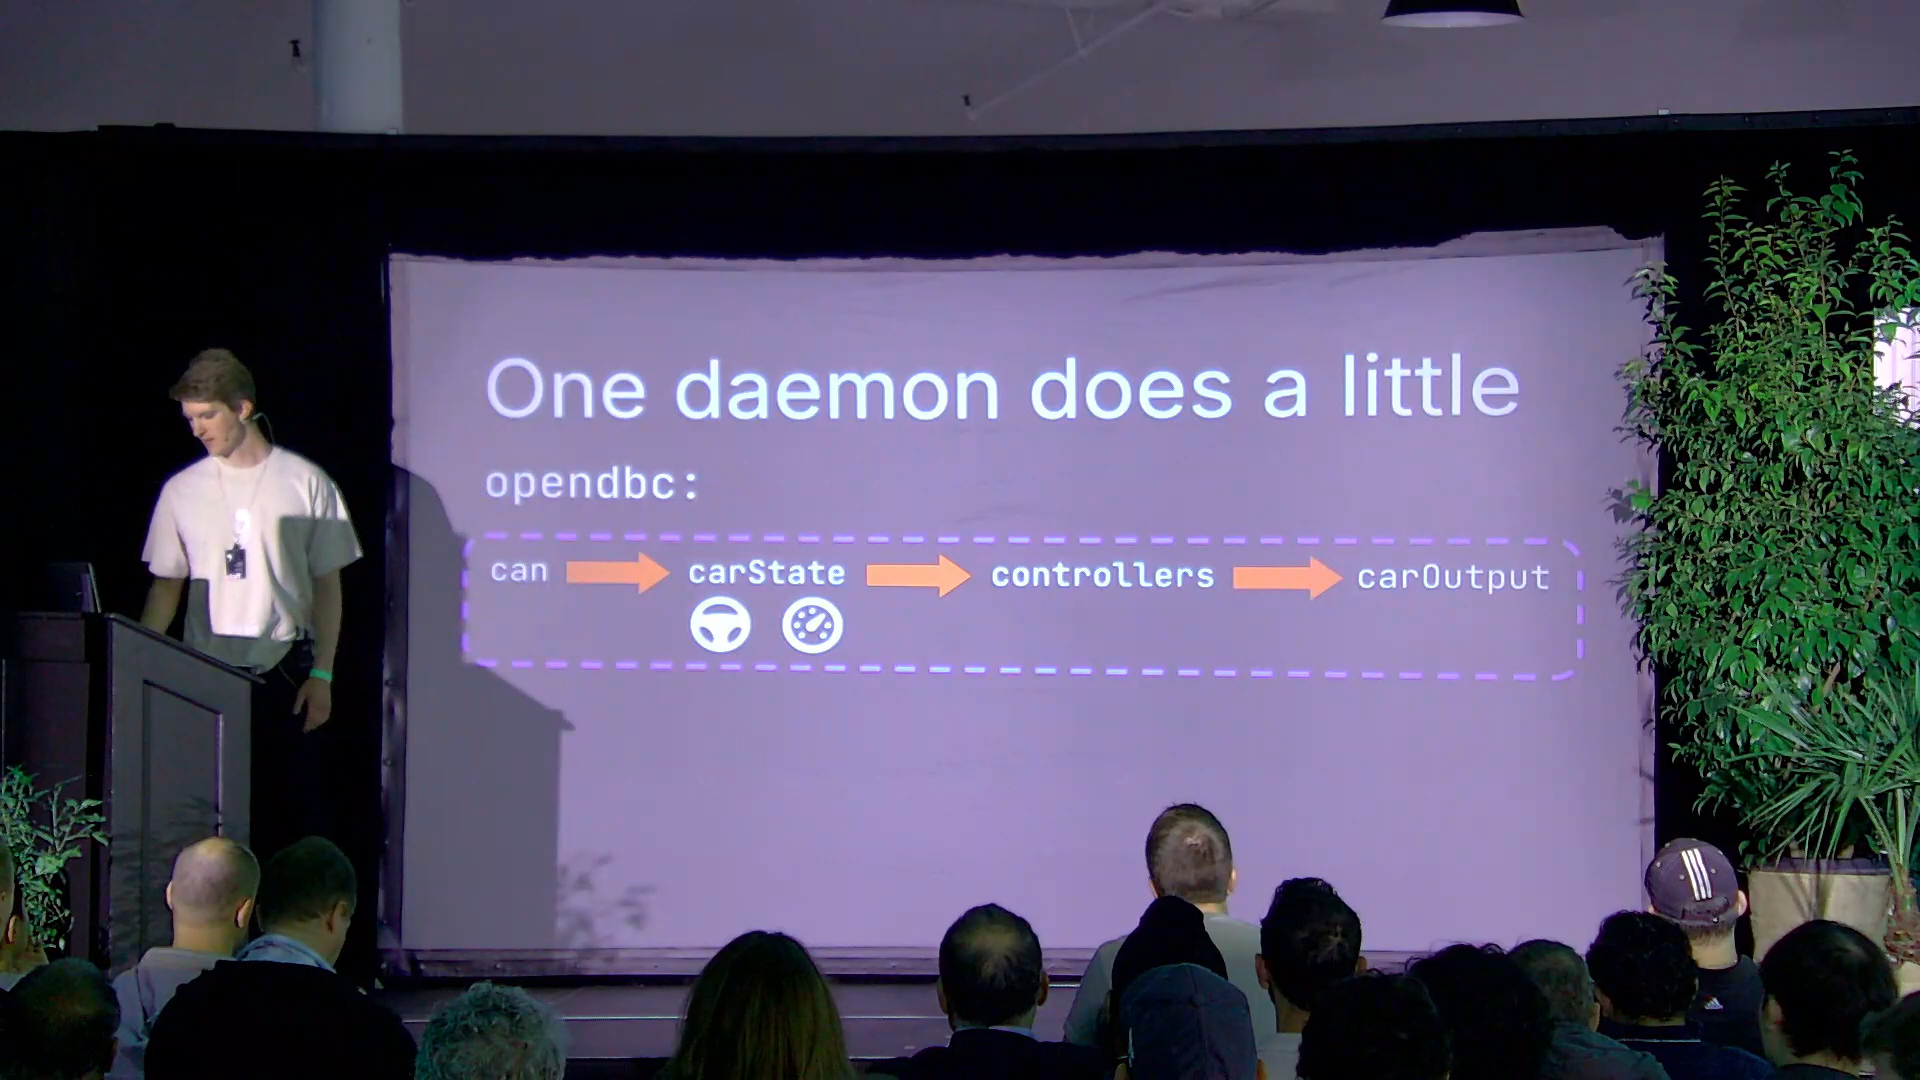 One daemon does a little
opendbc:
can carState controllers carOutput